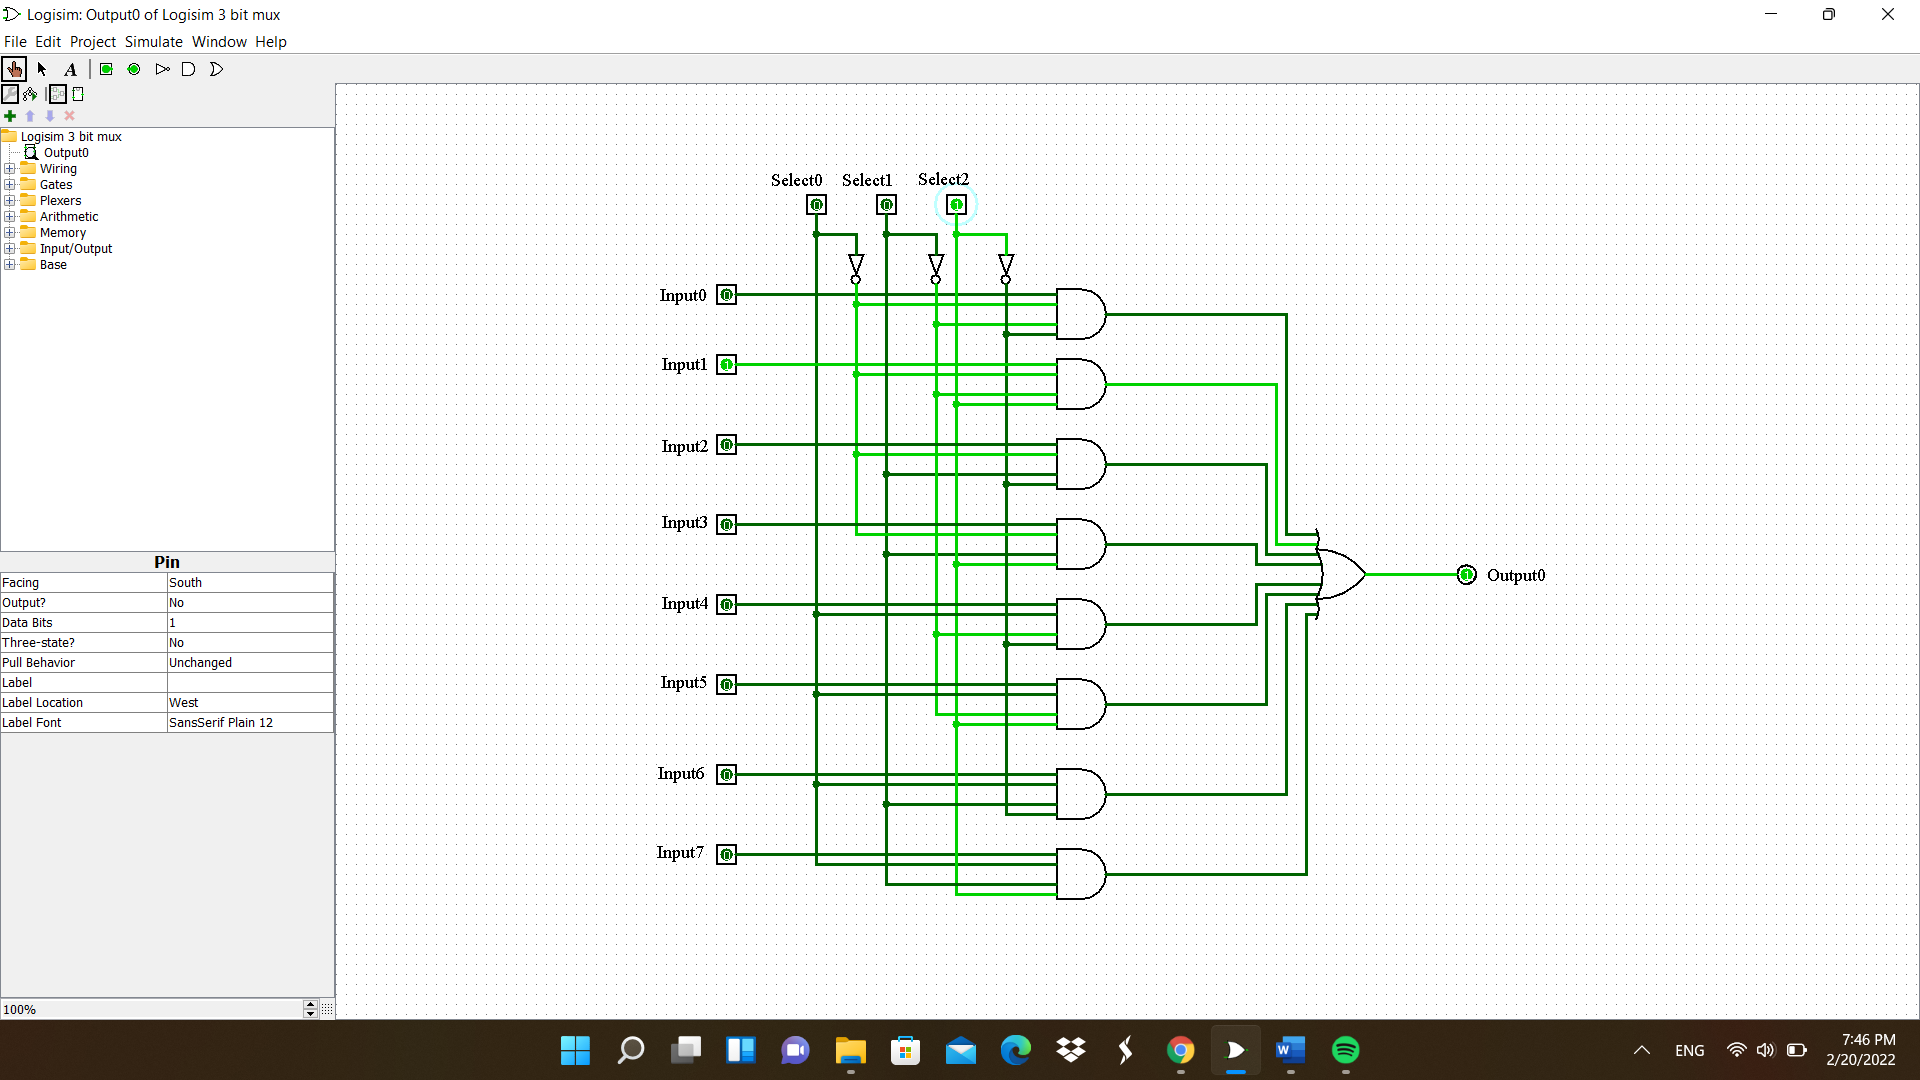 Logisim: Output0 of Logisim 3 bit mux
File Edit Project Simulate Window Help
A
Logisim 3 bit mux
Output0
Wiring
Gates
Plexers
Arithmetic
Memory
Input/Output
Base
Pin
Facing South
Output? No
Data Bits 1
Three-state? No
Pull Behavior Unchanged
Label
Label Location West
Label Font SansSerif Plain 12
100%
Select0 Select1 Select2
0 0 1
Input0 0
Input1 1
Input2 0
Input3 0
Input4 0
Input5 0
Input6 0
Input7 0
1 Output0
W
ENG
7:46 PM
2/20/2022